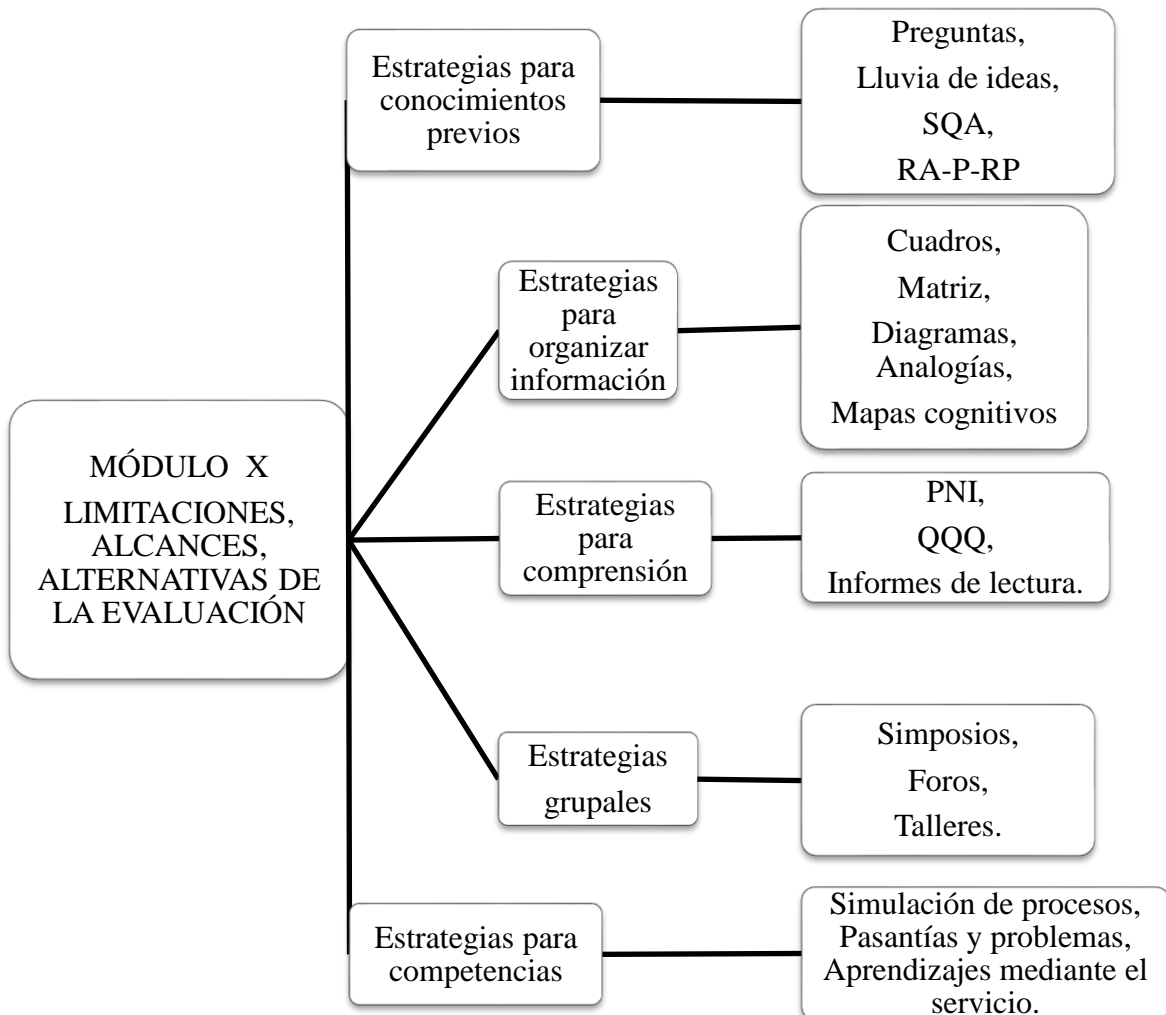 MÓDULO X
LIMITACIONES,
ALCANCES,
ALTERNATIVAS DE
LA EVALUACIÓN
Estrategias para
conocimientos
previos
Preguntas,
Lluvia de ideas,
SQA,
RA-P-RP
Estrategias
para
organizar
información
Cuadros,
Matriz,
Diagramas,
Analogías,
Mapas cognitivos
Estrategias
para
comprensión
PNI,
QQQ,
Informes de lectura.
Estrategias
grupales
Simposios,
Foros,
Talleres.
Estrategias para
competencias
Simulación de procesos,
Pasantías y problemas,
Aprendizajes mediante el
servicio.